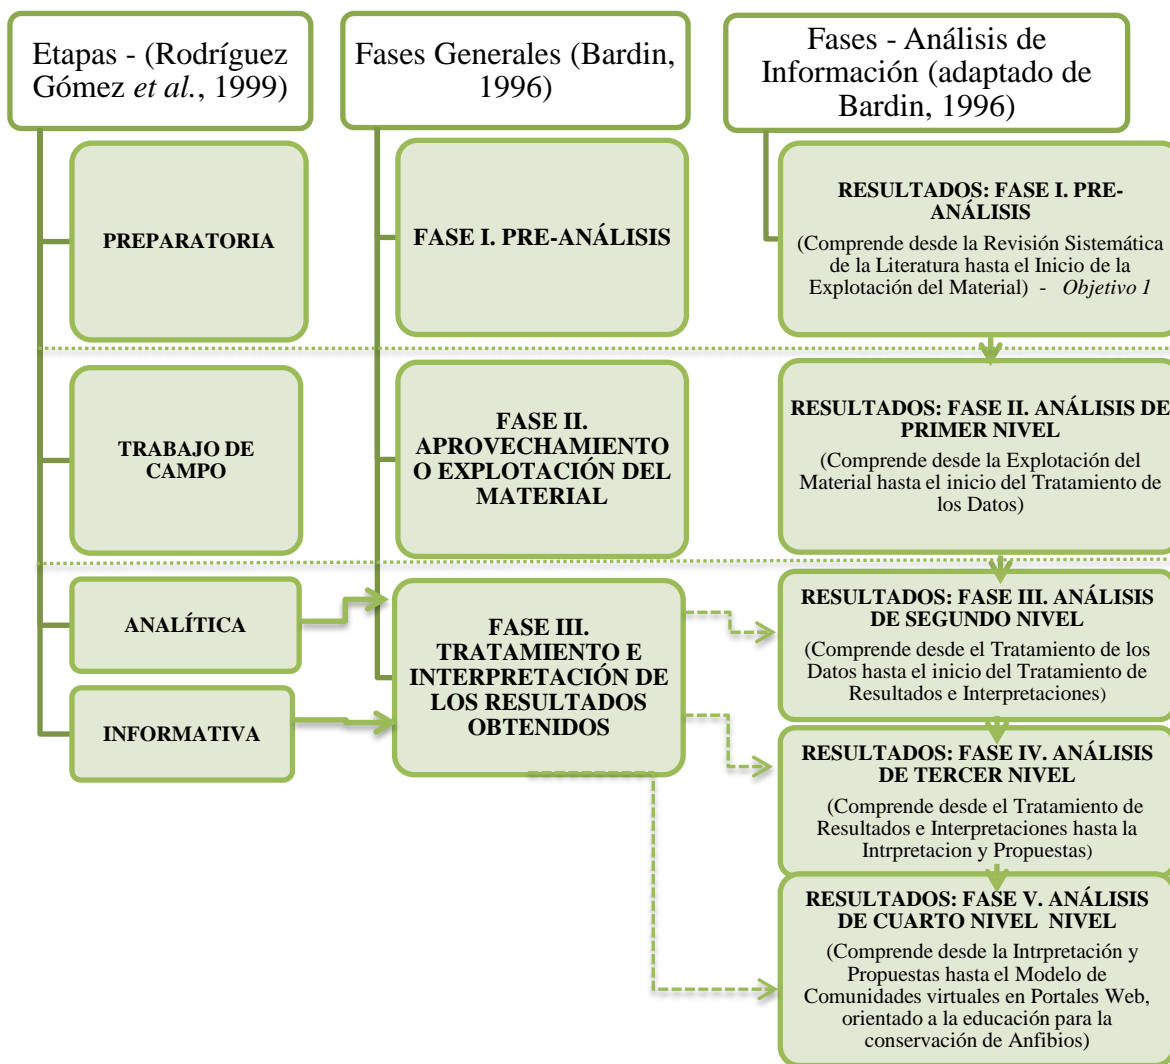 Etapas - (Rodríguez
Gómez et al., 1999)
PREPARATORIA
TRABAJO DE
CAMPO
ANALÍTICA
INFORMATIVA
Fases Generales (Bardin,
1996)
FASE I. PRE-ANÁLISIS
FASE II.
APROVECHAMIENTO
O EXPLOTACIÓN DEL
MATERIAL
FASE III.
TRATAMIENTO E
INTERPRETACIÓN DE
LOS RESULTADOS
OBTENIDOS
Fases - Análisis de
Información (adaptado de
Bardin, 1996)
RESULTADOS: FASE I. PRE-
ANÁLISIS
(Comprende desde la Revisión Sistemática
de la Literatura hasta el Inicio de la
Explotación del Material) - Objetivo 1
RESULTADOS: FASE II. ANÁLISIS DE
PRIMER NIVEL
(Comprende desde la Explotación del
Material hasta el inicio del Tratamiento de
los Datos)
RESULTADOS: FASE III. ANÁLISIS
DE SEGUNDO NIVEL
(Comprende desde el Tratamiento de los
Datos hasta el inicio del Tratamiento de
Resultados e Interpretaciones)
RESULTADOS: FASE IV. ANÁLISIS
DE TERCER NIVEL
(Comprende desde el Tratamiento de
Resultados e Interpretaciones hasta la
Intrpretacion y Propuestas)
RESULTADOS: FASE V. ANÁLISIS
DE CUARTO NIVEL NIVEL
(Comprende desde la Intrpretación y
Propuestas hasta el Modelo de
Comunidades virtuales en Portales Web,
orientado a la educación para la
conservación de Anfibios)